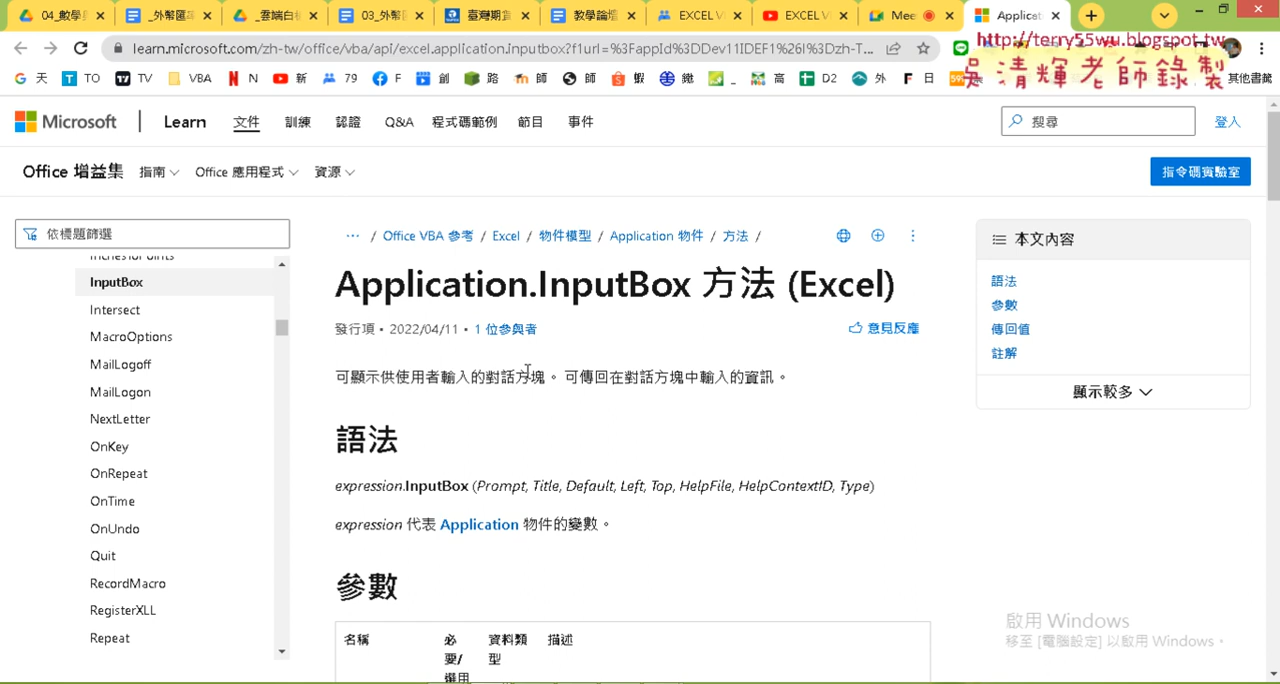 04_數學
_外幣匯
_雲端白板
03_外幣
臺灣期
教學論壇
EXCEL V
EXCEL V
Mee
Applicati
learn.microsoft.com/zh-tw/office/vba/api/excel.application.inputbox?f1url=%3FappId%3DDev11IDEF1%26l%3Dzh-T...
http://terry55wu.blogspot.tw
吳清輝老師錄製
天 TO TV VBA N 新 79 F 創 路 師 師 蝦 _ 高 D2 外 日 其他書籤
Microsoft Learn 文件 訓練 認證 Q&A 程式碼範例 節目 事件 搜尋 登入
Office 增益集 指南 Office 應用程式 資源 指令碼實驗室
依標題篩選
InchesToPoints
InputBox
Intersect
MacroOptions
MailLogoff
MailLogon
NextLetter
OnKey
OnRepeat
OnTime
OnUndo
Quit
RecordMacro
RegisterXLL
Repeat
… / Office VBA 參考 / Excel / 物件模型 / Application 物件 / 方法 /
Application.InputBox 方法 (Excel)
發行項 • 2022/04/11 • 1 位參與者
意見反應
可顯示供使用者輸入的對話方塊。 可傳回在對話方塊中輸入的資訊。
語法
expression.InputBox (Prompt, Title, Default, Left, Top, HelpFile, HelpContextID, Type)
expression 代表 Application 物件的變數。
參數
名稱 必要/選用 資料類型 描述
本文內容
語法
參數
傳回值
註解
顯示較多
啟用 Windows
移至 [電腦設定] 以啟用 Windows。